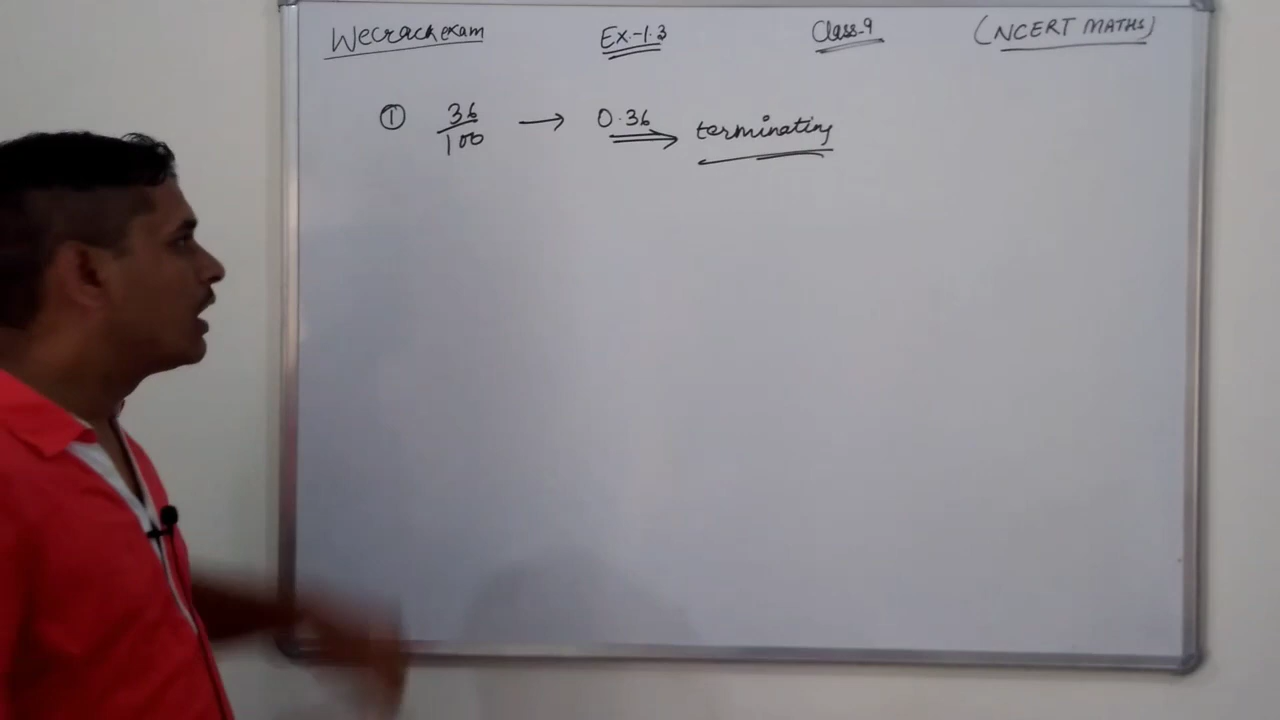 Wecrackexam Ex.-1.3 Class-9 (NCERT MATHS)
① 36/100 → 0.36 ⇒ terminating